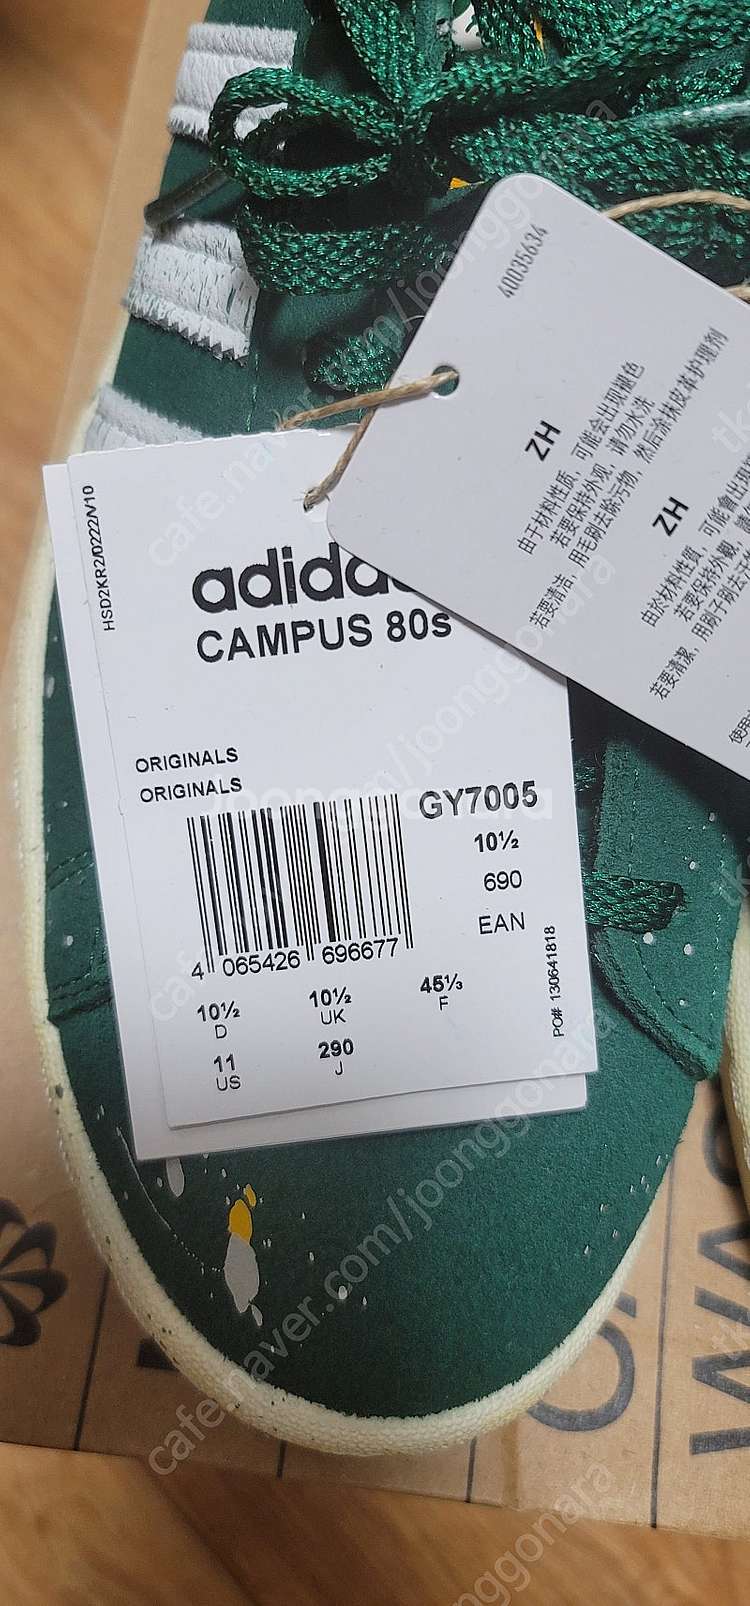 40035634
ZH
由于材料性质，可能会出现褪色
若要保持外观，请勿水洗
若要清洁，用毛刷去除污物，然后涂抹皮革护理剂
ZH
由於材料性質，可能會出現
若要保持外觀，
若要清潔，用刷子刷去
HSD2KR2/0222/V10
adidas
CAMPUS 80s
ORIGINALS
ORIGINALS
GY7005
10½
690
EAN
4 065426 696677
10½ 10½ 45⅓
D UK F
11 290
US J
PO# 130641818
cafe.naver.com/joonggonara
joonggonara
cafe.naver.com/joonggonara
cafe.naver.com/joonggonara